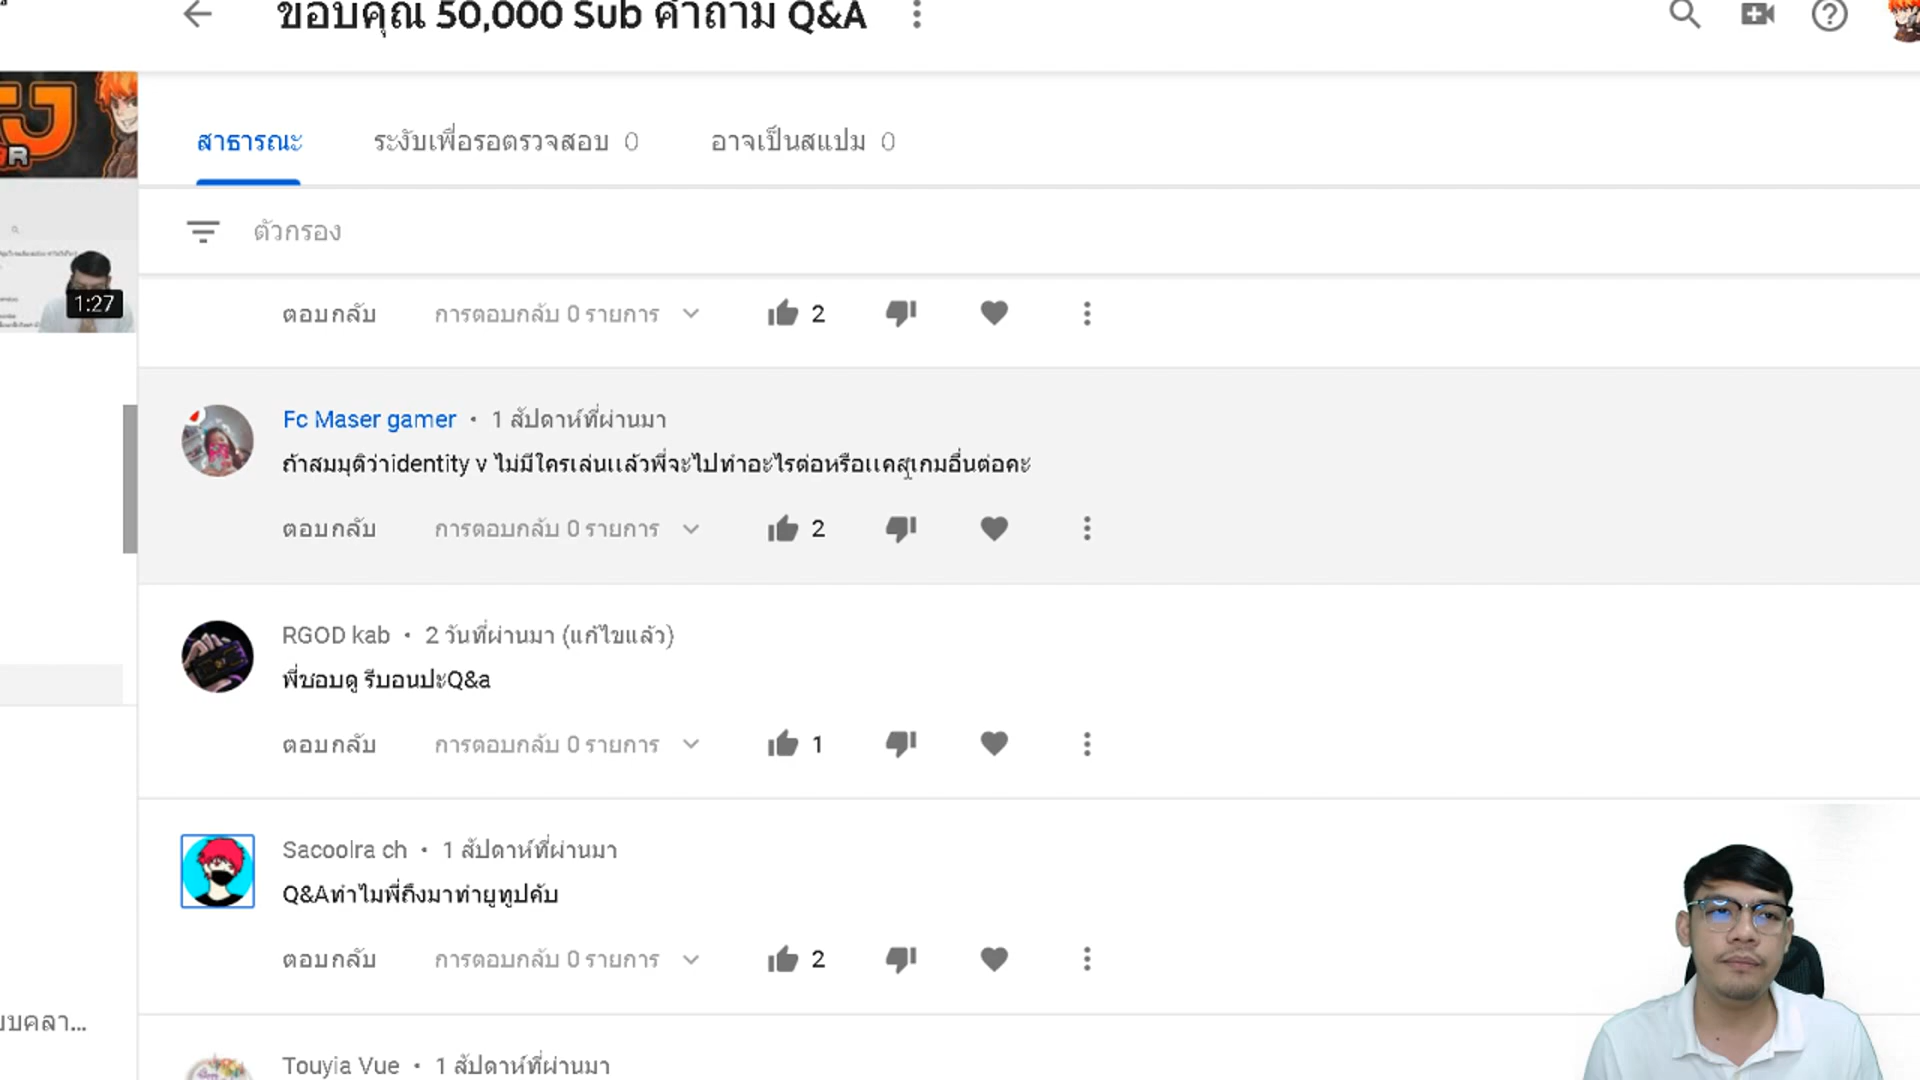 ขอบคุณ 50,000 Sub คำถาม Q&A
สาธารณะ ระงับเพื่อรอตรวจสอบ 0 อาจเป็นสแปม 0
ตัวกรอง
1:27
ตอบกลับ การตอบกลับ 0 รายการ 2
Fc Maser gamer • 1 สัปดาห์ที่ผ่านมา
ถ้าสมมุติว่าidentity v ไม่มีใครเล่นเเล้วพี่จะไปทำอะไรต่อหรือเเคสเกมอื่นต่อคะ
ตอบกลับ การตอบกลับ 0 รายการ 2
RGOD kab • 2 วันที่ผ่านมา (แก้ไขแล้ว)
พี่ชอบดู รีบอนปะQ&a
ตอบกลับ การตอบกลับ 0 รายการ 1
Sacoolra ch • 1 สัปดาห์ที่ผ่านมา
Q&Aทำไมพี่ถึงมาทำยูทูปคับ
ตอบกลับ การตอบกลับ 0 รายการ 2
Touyia Vue • 1 สัปดาห์ที่ผ่านมา